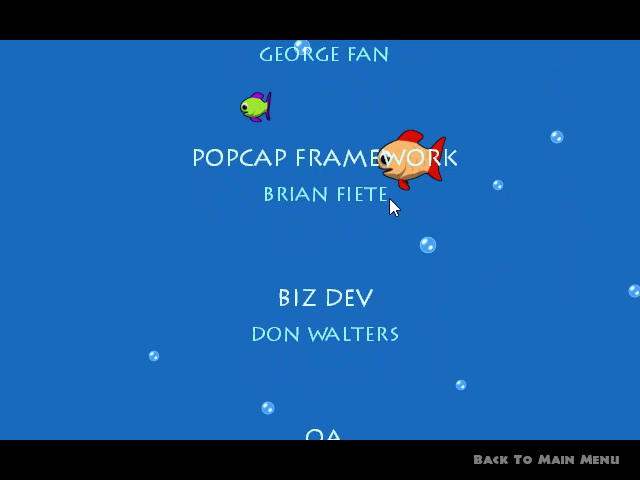 GEORGE FAN
POPCAP FRAMEWORK
BRIAN FIETE
BIZ DEV
DON WALTERS
QA
BACK TO MAIN MENU